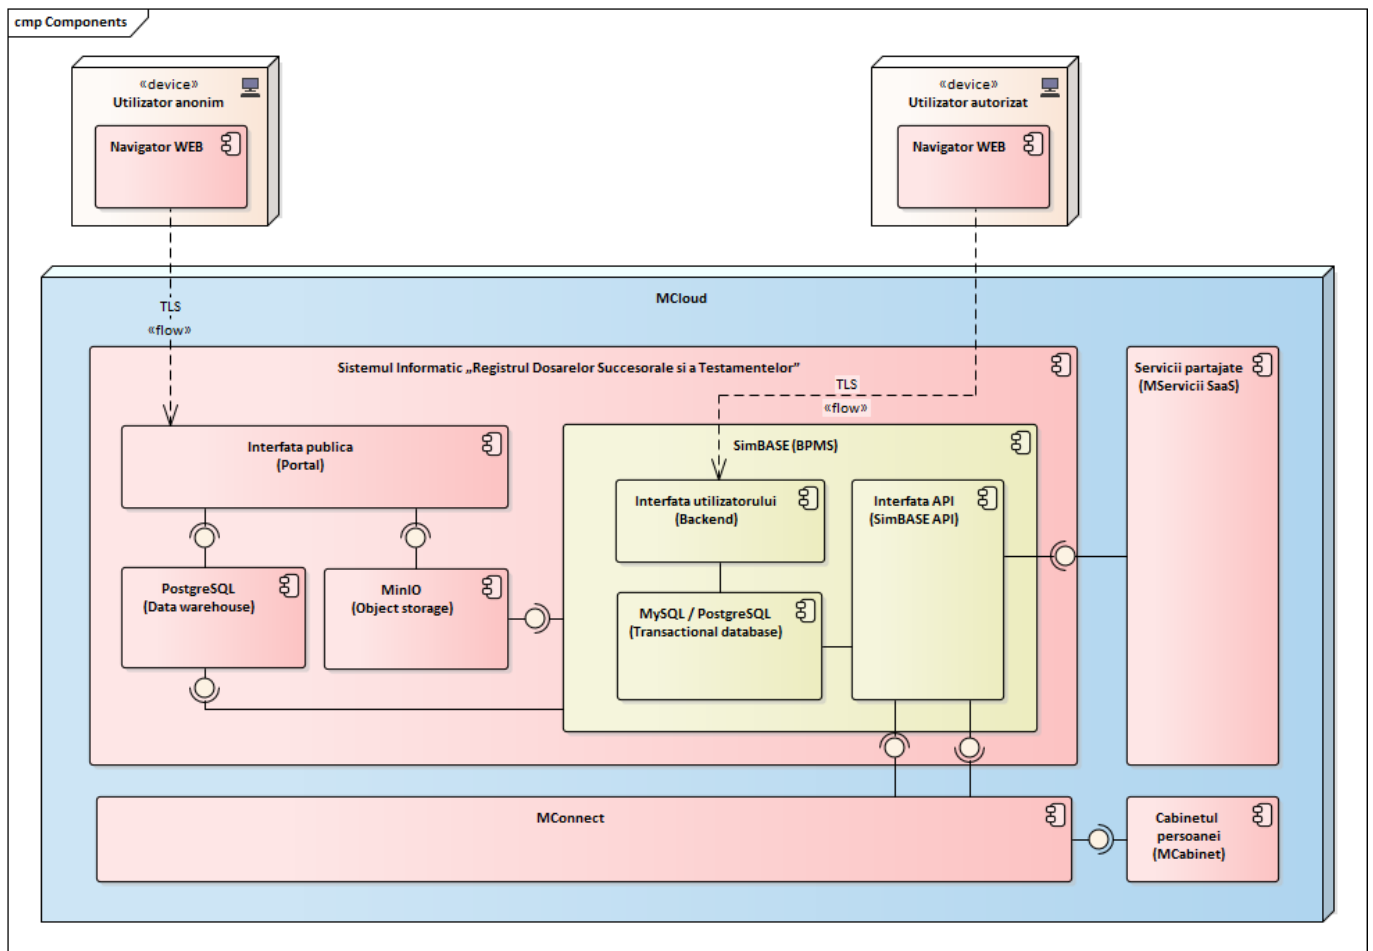 cmp Components
«device»
Utilizator anonim
Navigator WEB
«device»
Utilizator autorizat
Navigator WEB
MCloud
TLS
«flow»
Sistemul Informatic „Registrul Dosarelor Succesorale si a Testamentelor”
TLS
«flow»
Servicii partajate
(MServicii SaaS)
Interfata publica
(Portal)
SimBASE (BPMS)
Interfata utilizatorului
(Backend)
Interfata API
(SimBASE API)
PostgreSQL
(Data warehouse)
MinIO
(Object storage)
MySQL / PostgreSQL
(Transactional database)
MConnect
Cabinetul
persoanei
(MCabinet)